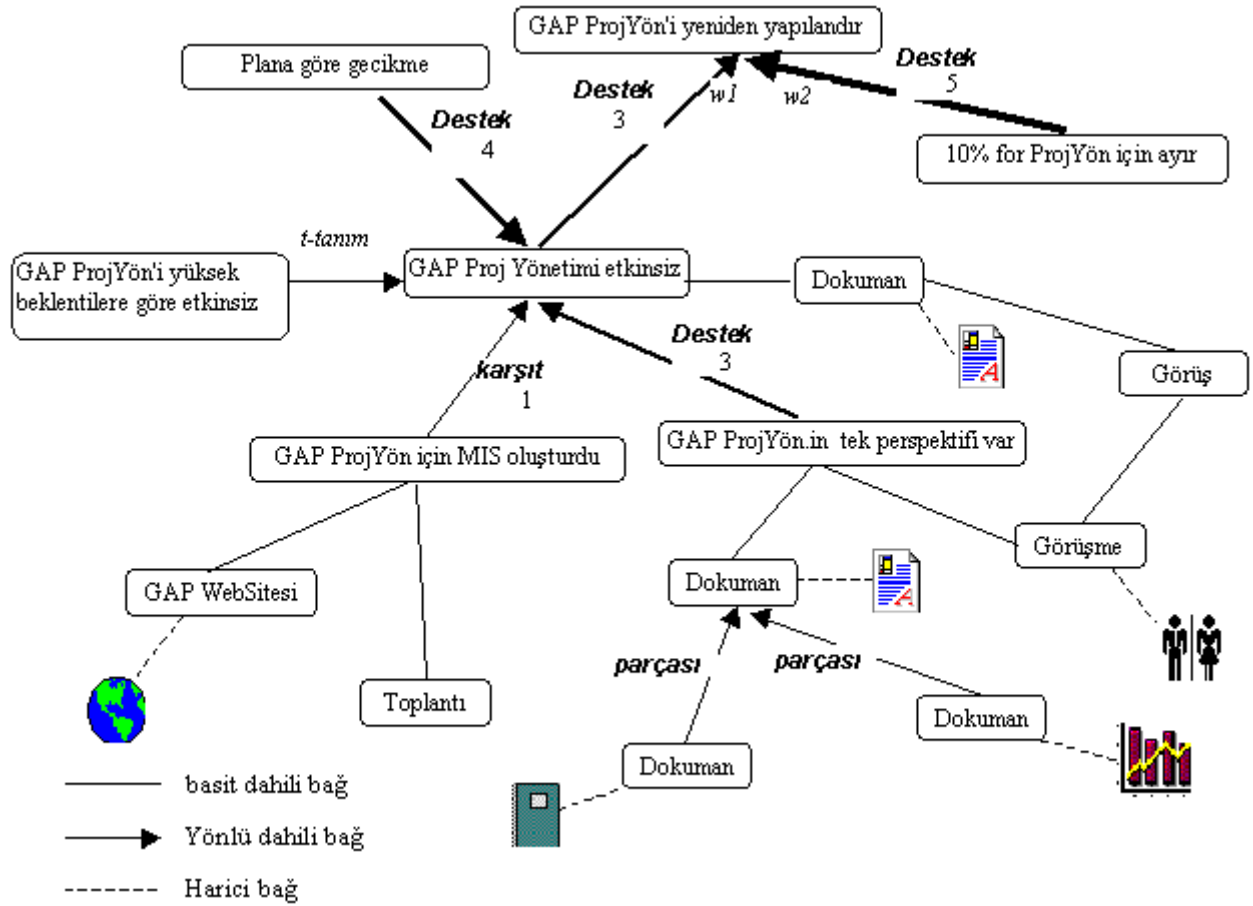 GAP ProjYön'i yeniden yapılandır
Plana göre gecikme
Destek
5
Destek
3
w1
w2
Destek
4
10% for ProjYön için ayır
t-tanım
GAP ProjYön'i yüksek
beklentilere göre etkinsiz
GAP Proj Yönetimi etkinsiz
Dokuman
Destek
3
karşıt
1
Görüş
GAP ProjYön için MIS oluşturdu
GAP ProjYön.in tek perspektifi var
Görüşme
GAP WebSitesi
Dokuman
parçası
parçası
Toplantı
Dokuman
Dokuman
basit dahili bağ
Yönlü dahili bağ
Harici bağ